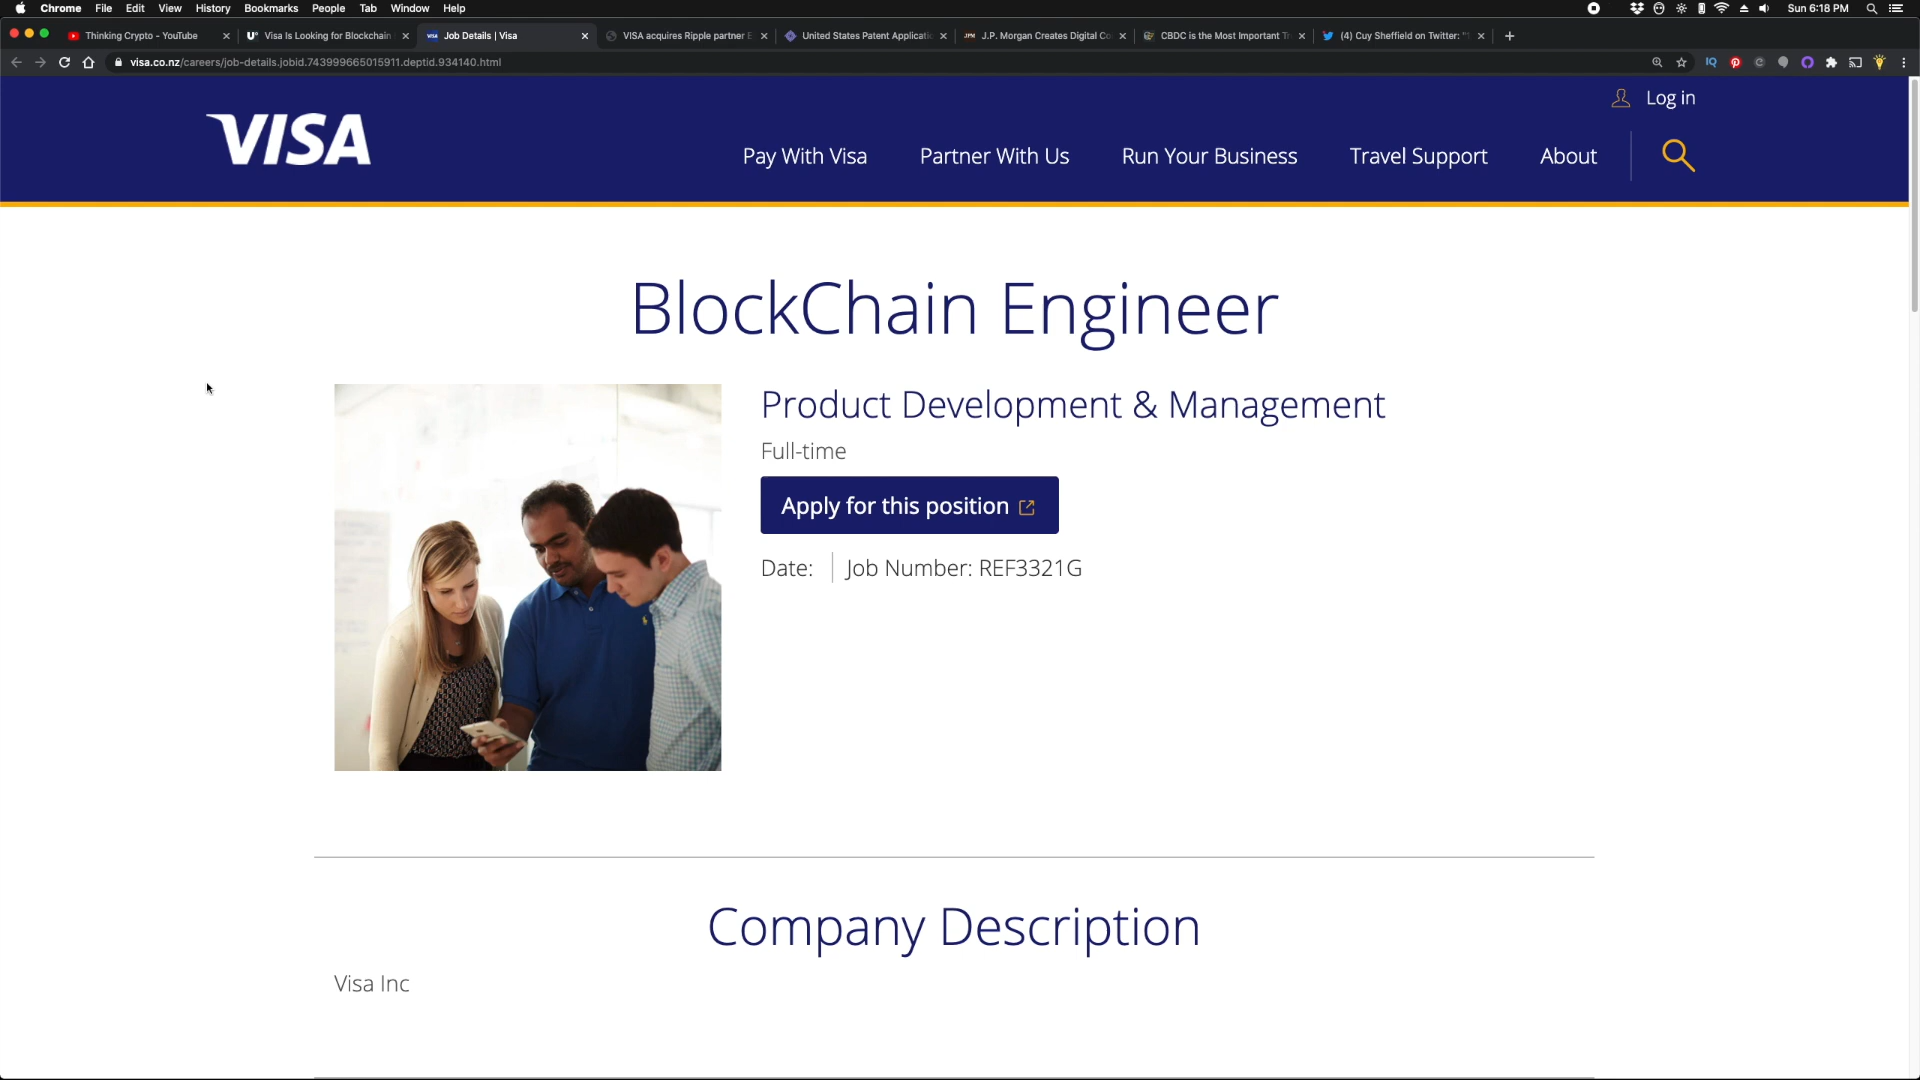 Chrome File Edit View History Bookmarks People Tab Window Help
Sun 6:18 PM
Thinking Crypto - YouTube
Visa Is Looking for Blockchain
VISA Job Details | Visa
VISA acquires Ripple partner E
United States Patent Applicatio
JPM J.P. Morgan Creates Digital Co
CBDC is the Most Important T
(4) Cuy Sheffield on Twitter: "
visa.co.nz/careers/job-details.jobid.743999665015911.deptid.934140.html
IQ
Log in
VISA
Pay With Visa
Partner With Us
Run Your Business
Travel Support
About
BlockChain Engineer
Product Development & Management
Full-time
Apply for this position
Date: Job Number: REF3321G
Company Description
Visa Inc